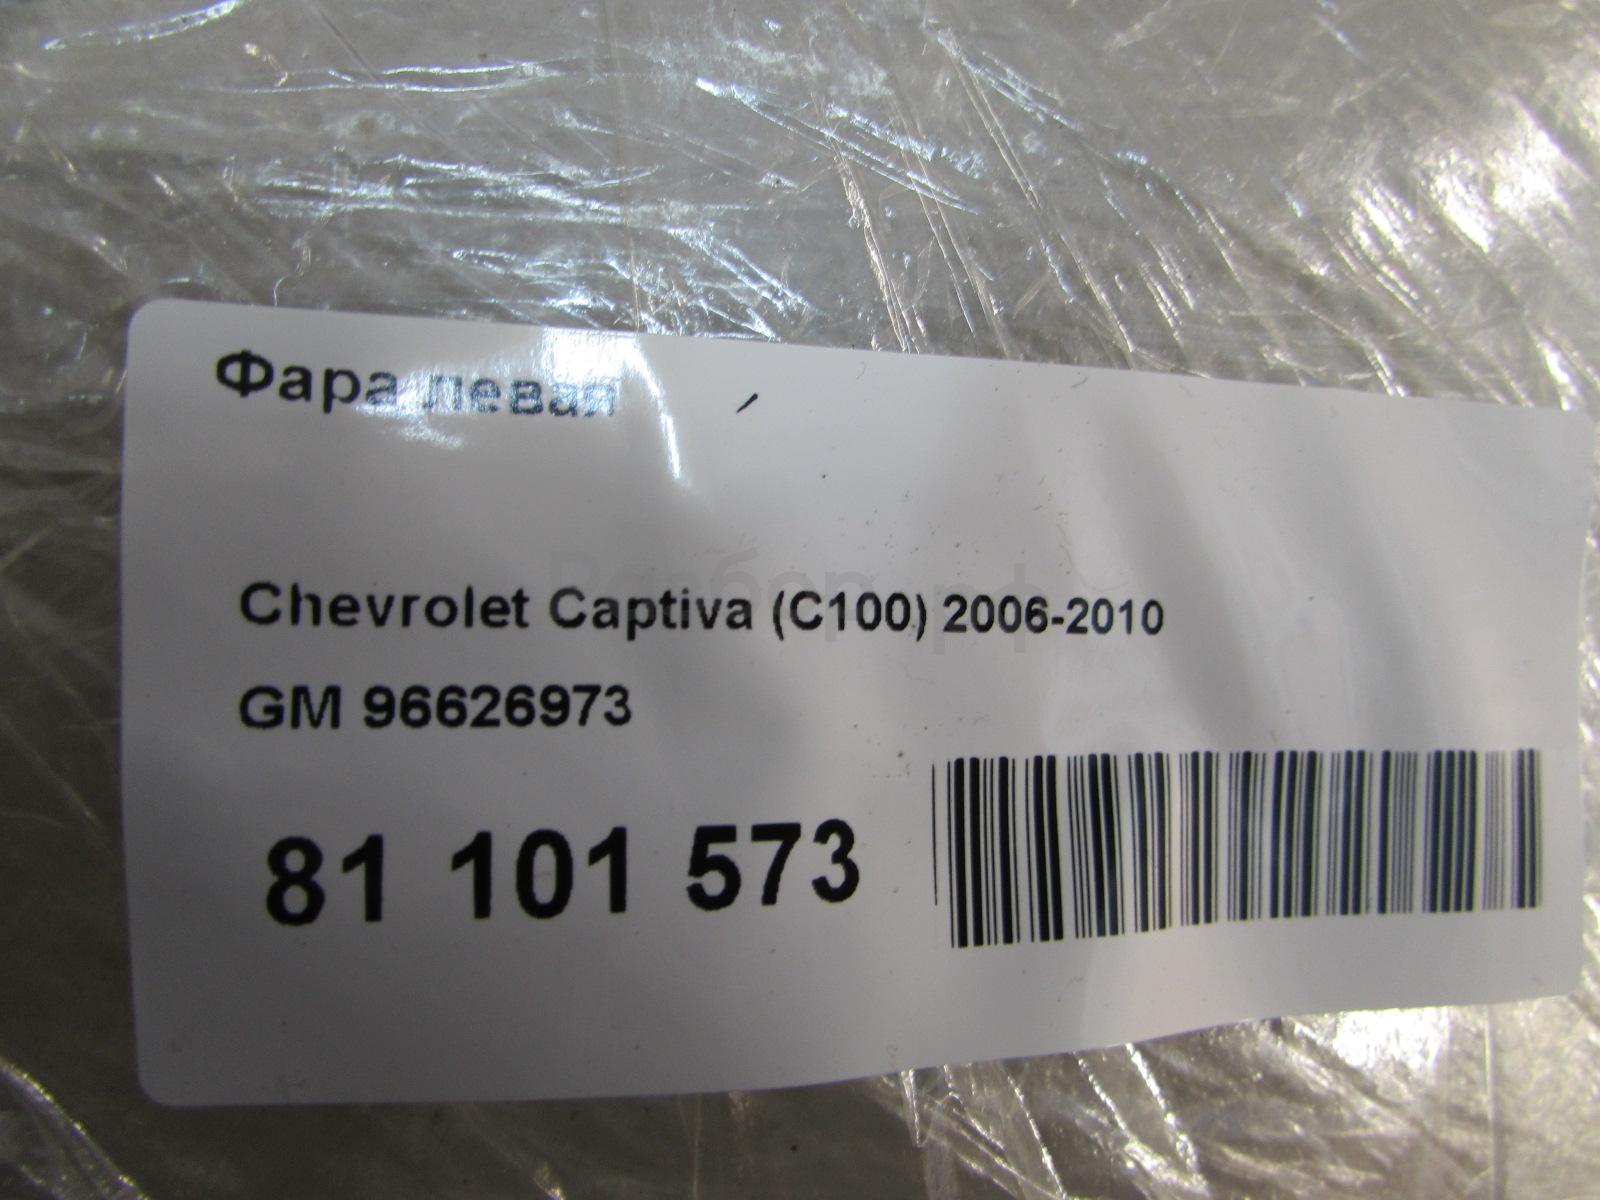 Фара левая
Chevrolet Captiva (C100) 2006-2010
GM 96626973
81 101 573